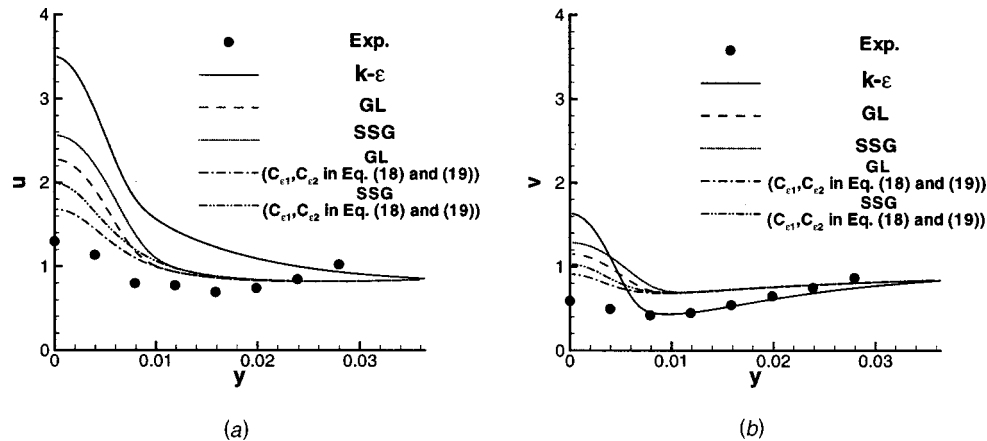 4
3
2
1
0
u
0
0.01
0.02
0.03
y
Exp.
k-ε
GL
SSG
GL
(Cε1,Cε2 in Eq. (18) and (19))
SSG
(Cε1,Cε2 in Eq. (18) and (19))
(a)
4
3
2
1
0
v
0
0.01
0.02
0.03
y
Exp.
k-ε
GL
SSG
GL
(Cε1,Cε2 in Eq. (18) and (19))
SSG
(Cε1,Cε2 in Eq. (18) and (19))
(b)